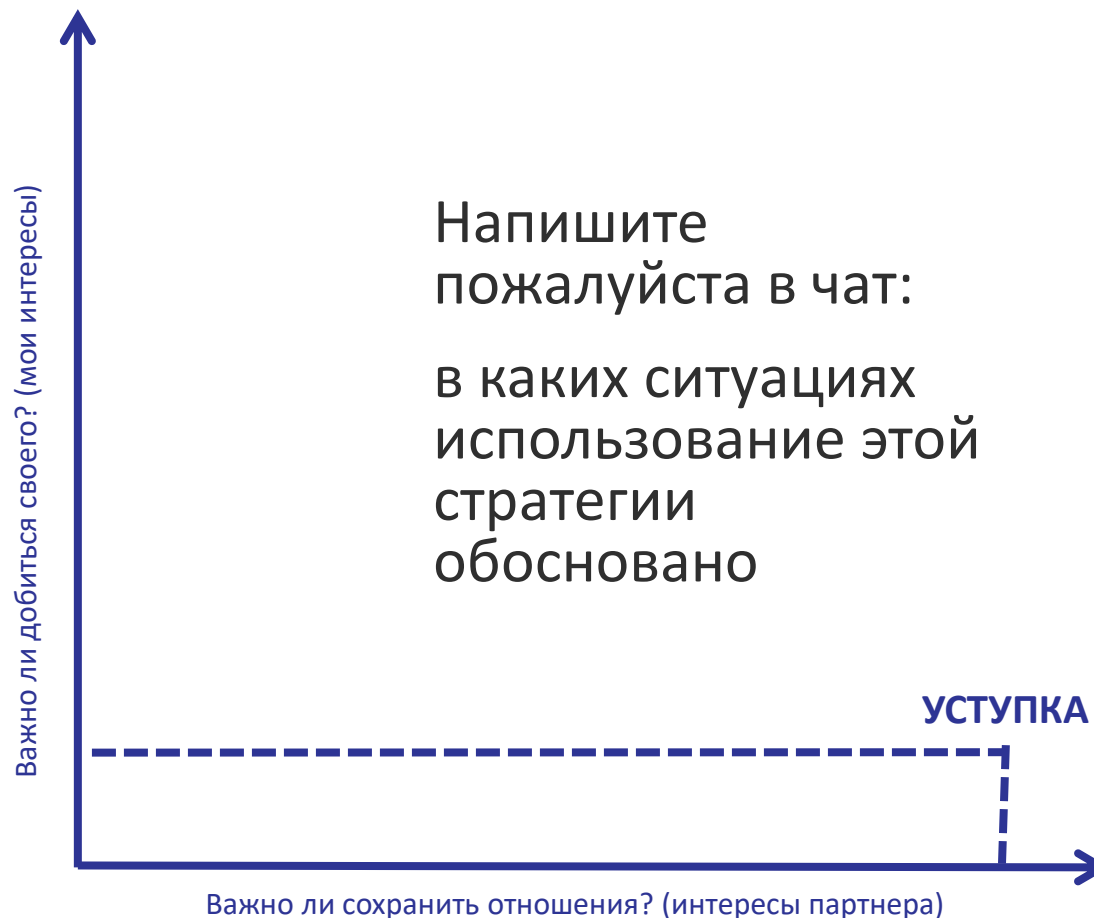 Важно ли добиться своего? (мои интересы)
Напишите
пожалуйста в чат:
в каких ситуациях
использование этой
стратегии
обосновано
УСТУПКА
Важно ли сохранить отношения? (интересы партнера)